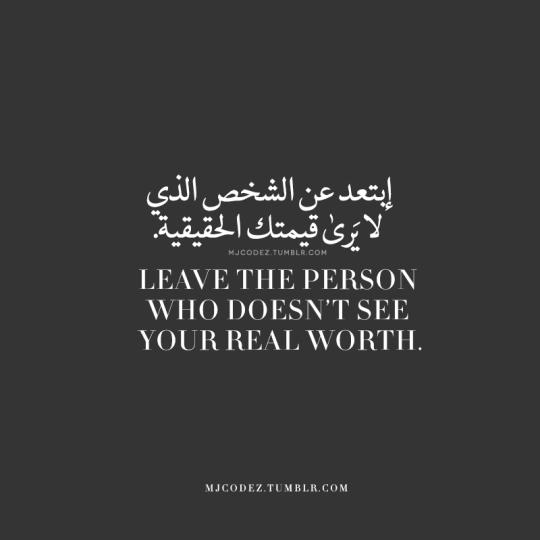 إبتعد عن الشخص الذي
لا يَرىٰ قيمتك الحقيقية.
MJCODEZ.TUMBLR.COM
LEAVE THE PERSON
WHO DOESN'T SEE
YOUR REAL WORTH.
MJCODEZ.TUMBLR.COM